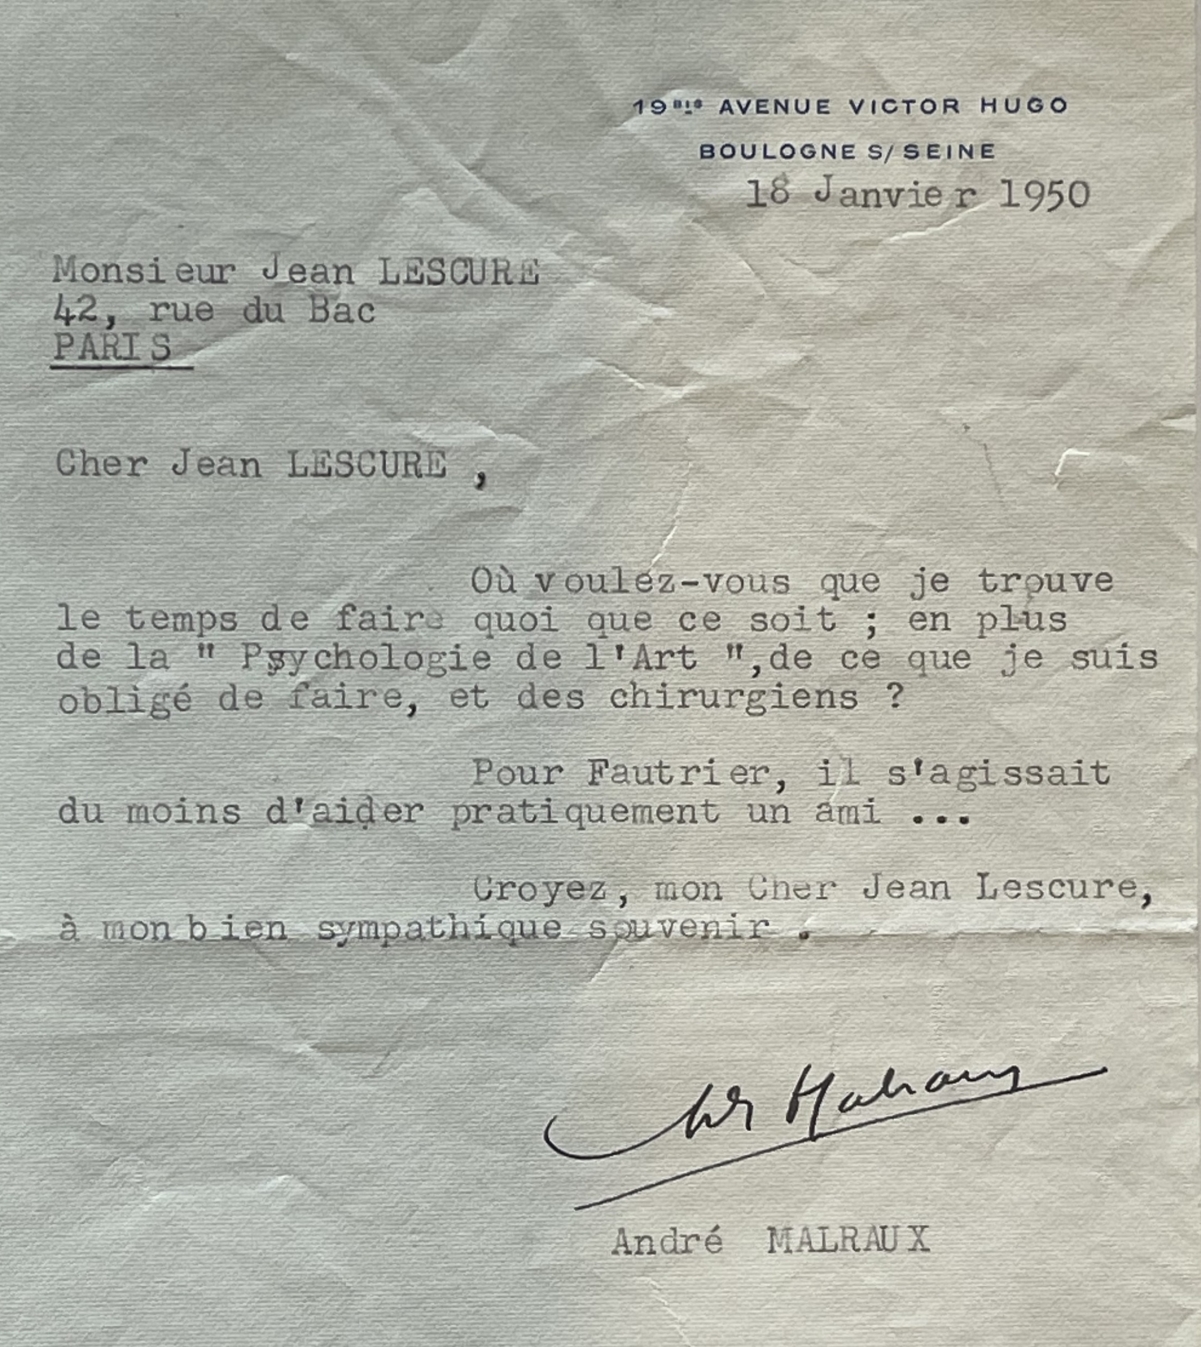 19BIS AVENUE VICTOR HUGO
BOULOGNE S/ SEINE
18 Janvier 1950
Monsieur Jean LESCURE
42, rue du Bac
PARIS
Cher Jean LESCURE ,
Où voulez-vous que je trouve
le temps de faire quoi que ce soit ; en plus
de la " Psychologie de l'Art ",de ce que je suis
obligé de faire, et des chirurgiens ?
Pour Fautrier, il s'agissait
du moins d'aider pratiquement un ami ...
Croyez, mon Cher Jean Lescure,
à mon bien sympathique souvenir .
André MALRAUX